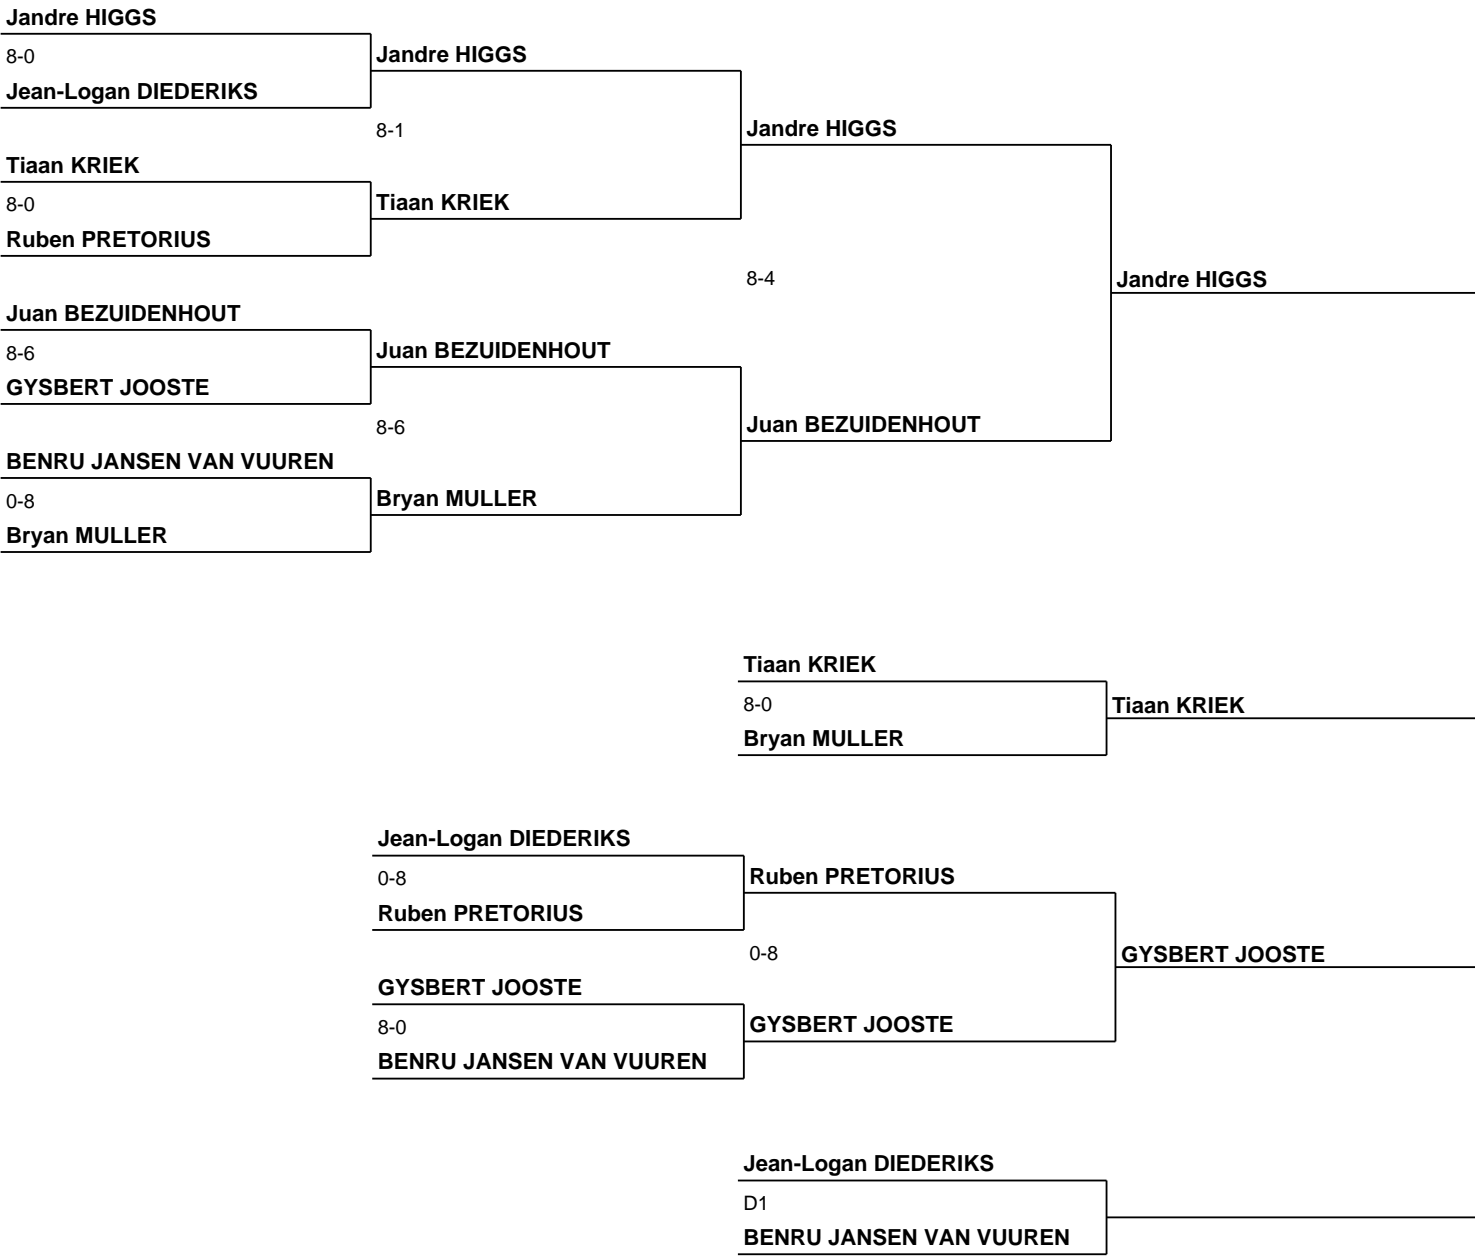 Jandre HIGGS
8-0
Jandre HIGGS
Jean-Logan DIEDERIKS
8-1
Jandre HIGGS
Tiaan KRIEK
8-0
Tiaan KRIEK
Ruben PRETORIUS
8-4
Jandre HIGGS
Juan BEZUIDENHOUT
8-6
Juan BEZUIDENHOUT
GYSBERT JOOSTE
8-6
Juan BEZUIDENHOUT
BENRU JANSEN VAN VUUREN
0-8
Bryan MULLER
Bryan MULLER
Tiaan KRIEK
8-0
Tiaan KRIEK
Bryan MULLER
Jean-Logan DIEDERIKS
0-8
Ruben PRETORIUS
Ruben PRETORIUS
0-8
GYSBERT JOOSTE
GYSBERT JOOSTE
8-0
GYSBERT JOOSTE
BENRU JANSEN VAN VUUREN
Jean-Logan DIEDERIKS
D1
BENRU JANSEN VAN VUUREN